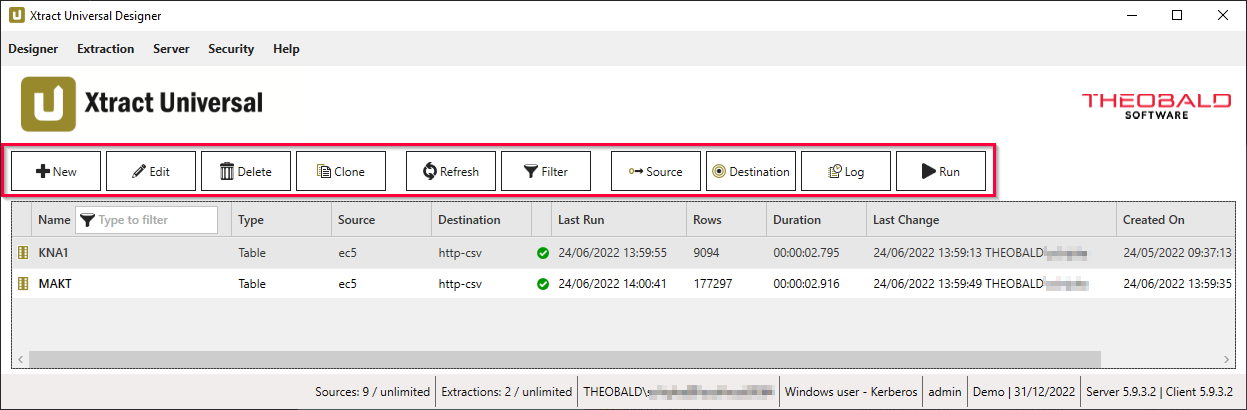 Xtract Universal Designer
Designer Extraction Server Security Help
Xtract Universal
THEOBALD
SOFTWARE
New Edit Delete Clone Refresh Filter Source Destination Log Run
Name Type to filter Type Source Destination Last Run Rows Duration Last Change Created On
KNA1 Table ec5 http-csv 24/06/2022 13:59:55 9094 00:00:02.795 24/06/2022 13:59:13 THEOBALD\ 24/05/2022 09:37:13
MAKT Table ec5 http-csv 24/06/2022 14:00:41 177297 00:00:02.916 24/06/2022 13:59:49 THEOBALD\ 24/06/2022 13:59:35
Sources: 9 / unlimited Extractions: 2 / unlimited THEOBALD\ Windows user - Kerberos admin Demo | 31/12/2022 Server 5.9.3.2 | Client 5.9.3.2